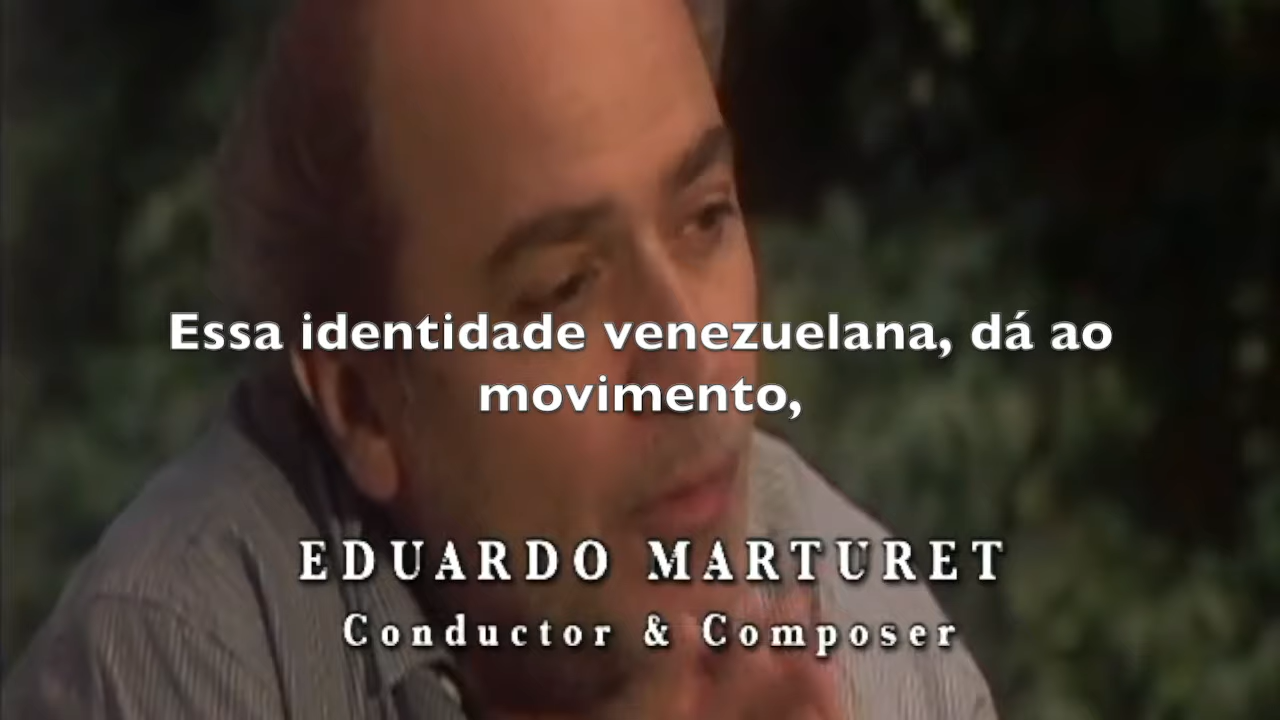 Essa identidade venezuelana, dá ao
movimento,
EDUARDO MARTURET
Conductor & Composer